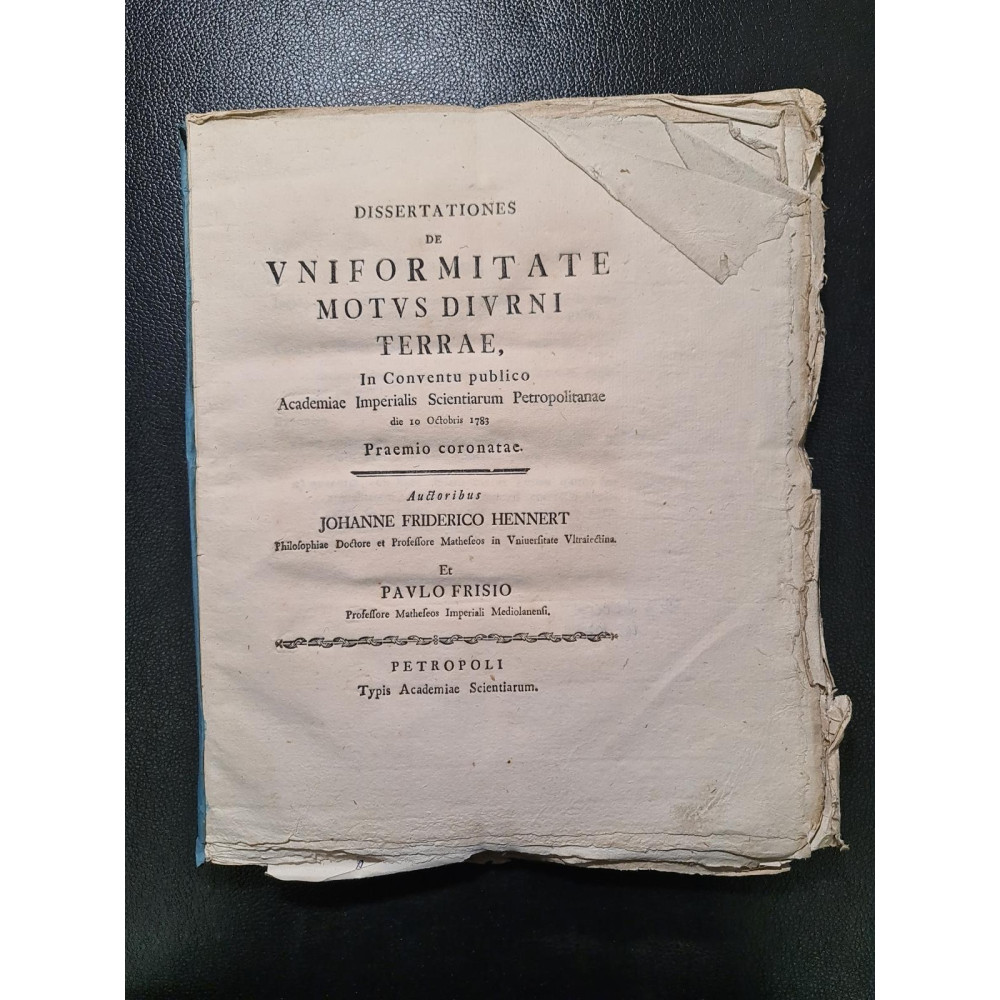 DISSERTATIONES
DE
VNIFORMITATE
MOTVS DIVRNI
TERRAE,
In Conventu publico
Academiae Imperialis Scientiarum Petropolitanae
die 10 Octobris 1783
Praemio coronatae.
Auctoribus
JOHANNE FRIDERICO HENNERT
Philoſophiae Doctore et Profeſſore Matheſeos in Vniuerſitate Vltraiectina.
Et
PAVLO FRISIO
Profeſſore Matheſeos Imperiali Mediolanenſi.
PETROPOLI
Typis Academiae Scientiarum.